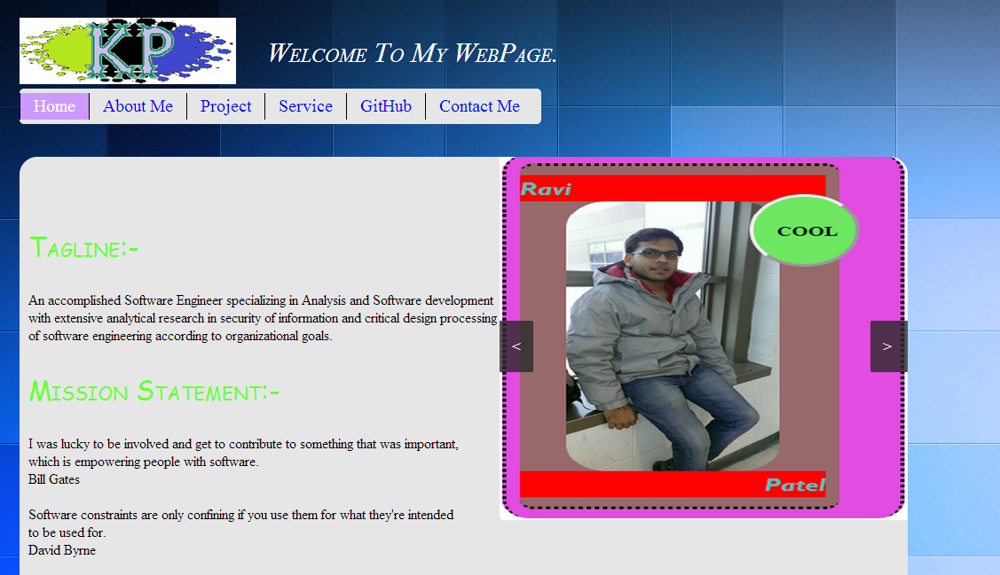 KP
Welcome To My WebPage.
Home
About Me
Project
Service
GitHub
Contact Me
Tagline:-
An accomplished Software Engineer specializing in Analysis and Software development
with extensive analytical research in security of information and critical design processing
of software engineering according to organizational goals.
Mission Statement:-
I was lucky to be involved and get to contribute to something that was important,
which is empowering people with software.
Bill Gates
Software constraints are only confining if you use them for what they're intended
to be used for.
David Byrne
Ravi
COOL
<
>
Patel